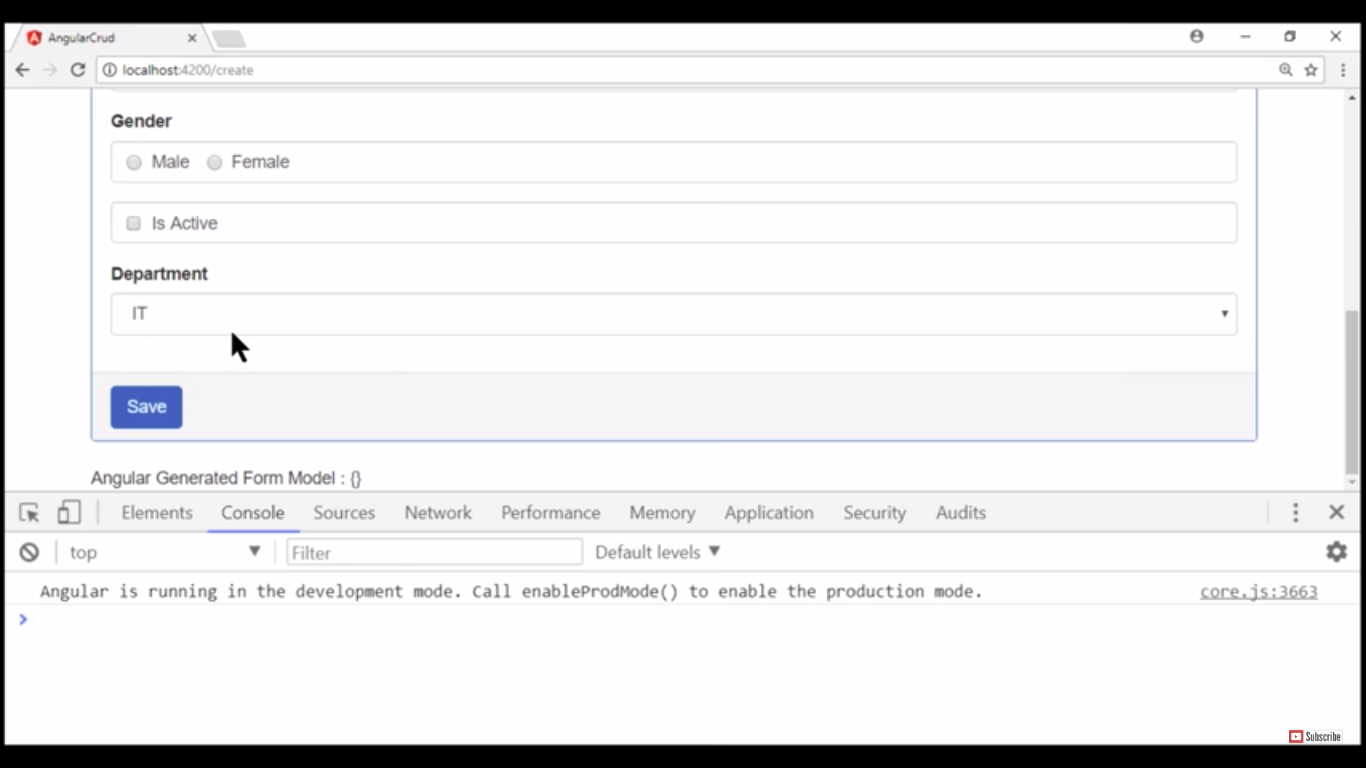 AngularCrud
localhost:4200/create
Gender
Male Female
Is Active
Department
IT
Save
Angular Generated Form Model : {}
Elements Console Sources Network Performance Memory Application Security Audits
top Filter Default levels
Angular is running in the development mode. Call enableProdMode() to enable the production mode. core.js:3663
Subscribe